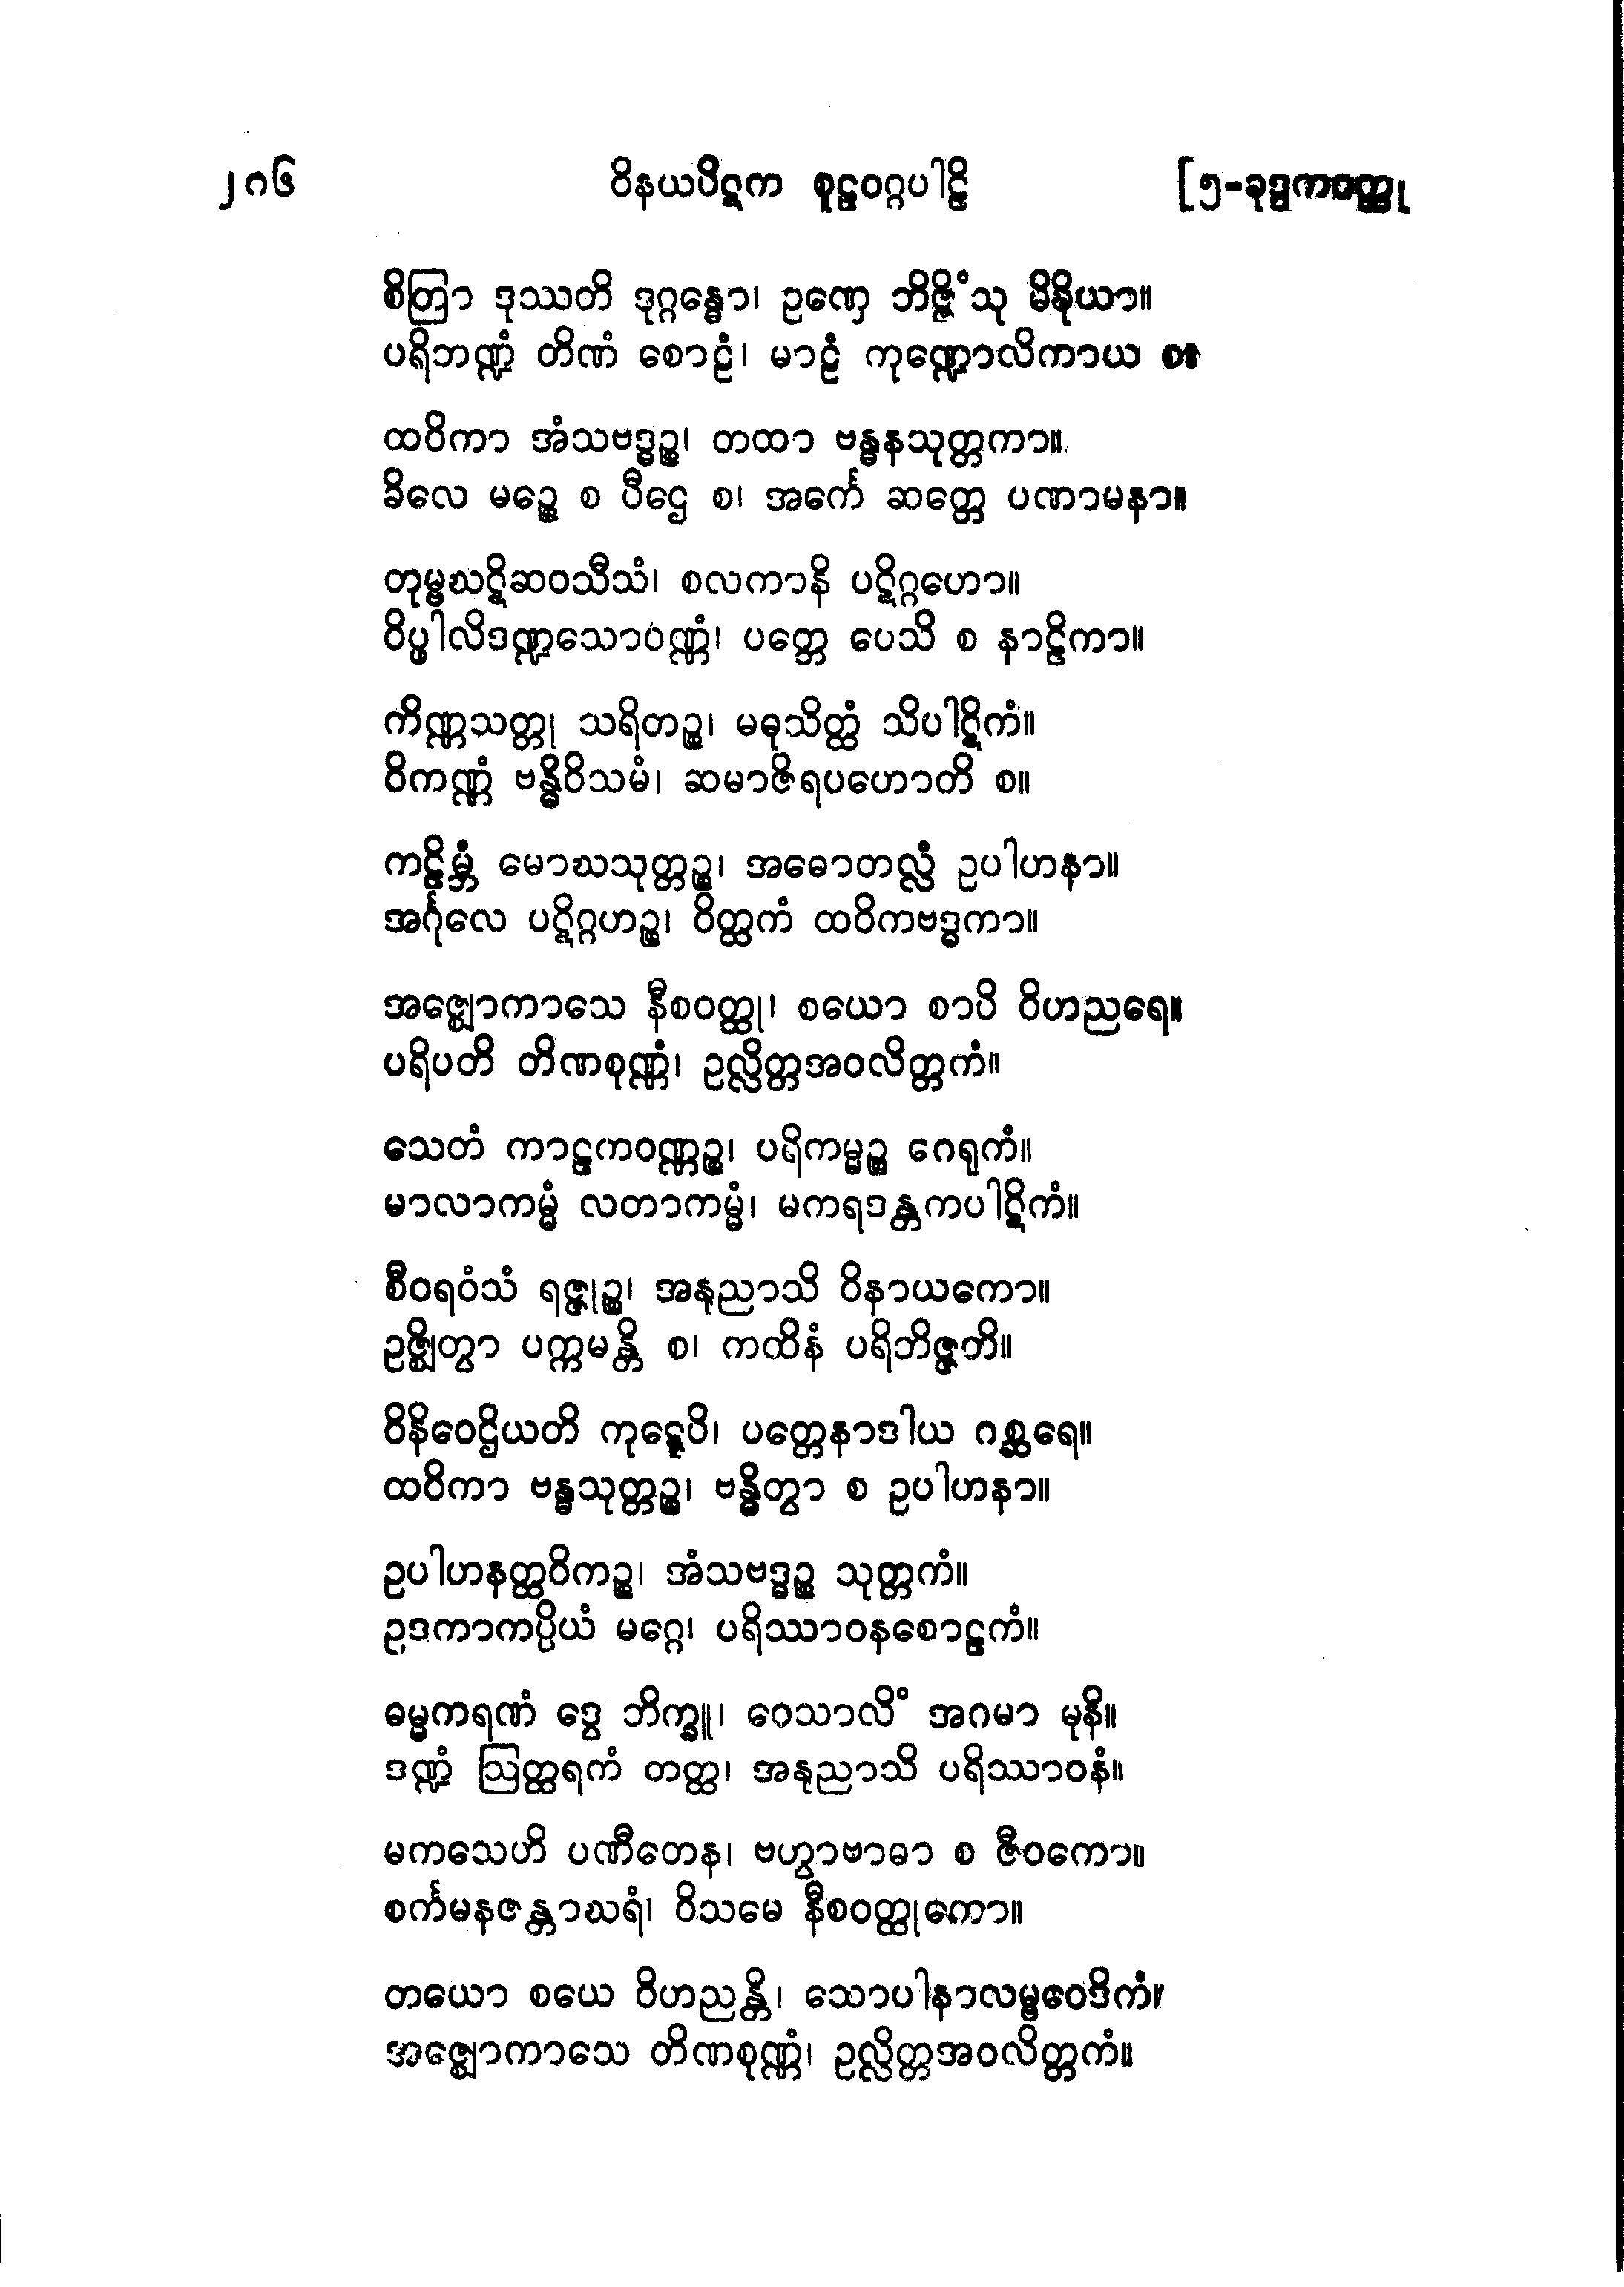 ၂၈၆ ဝိနယပိဋက စူဠဝဂ္ဂပါဠိ [၅-ခုဒ္ဒကဝတ္ထု
စိတြာ ဒုဿတိ ဒုဂ္ဂန္ဓော၊ ဥဏှေ ဘိဇ္ဇိံသု မိဍ္ဎိယာ။
ပရိဘဏ္ဍံ တိဏံ စောဠံ၊ မာဠံ ကုဏ္ဍောလိကာယ စ။
ထဝိကာ အံသဗဒ္ဓဉ္စ၊ တထာ ဗန္ဓနသုတ္တကာ။
ခိလေ မဉ္စေ စ ပီဌေ စ၊ အင်္ကေ ဆတ္တေ ပဏာမနာ။
တုမ္ဗဃဋိဆဝသီသံ၊ စလကာနိ ပဋိဂ္ဂဟော။
ဝိပ္ဖါလိဒဏ္ဍသောဝဏ္ဏံ၊ ပတ္တေ ပေသိ စ နာဠိကာ။
ကိဏ္ဏသတ္တု သရိတဉ္စ၊ မဓုသိတ္ထံ သိပါဋိကံ။
ဝိကဏ္ဏံ ဗန္ဓိဝိသမံ၊ ဆမာဇိရပဟောတိ စ။
ကဠိမ္ဘံ မောဃသုတ္တဉ္စ၊ အဓောတလ္လံ ဥပါဟနာ။
အင်္ဂုလေ ပဋိဂ္ဂဟဉ္စ၊ ဝိတ္ထကံ ထဝိကဗဒ္ဓကာ။
အဇ္ဈောကာသေ နီစဝတ္ထု၊ စယော စာပိ ဝိဟညရေ။
ပရိပတိ တိဏစုဏ္ဏံ၊ ဥလ္လိတ္တအဝလိတ္တကံ။
သေတံ ကာဠကဝဏ္ဏဉ္စ၊ ပရိကမ္မဉ္စ ဂေရုကံ။
မာလာကမ္မံ လတာကမ္မံ၊ မကရဒန္တကပါဋိကံ။
စီဝရဝံသံ ရဇ္ဇုဉ္စ၊ အနုညာသိ ဝိနာယကော။
ဥဇ္ဈိတွာ ပက္ကမန္တိ စ၊ ကထိနံ ပရိဘိဇ္ဇတိ။
ဝိနိဝေဌိယတိ ကုဋ္ဋေပိ၊ ပတ္တေနာဒါယ ဂစ္ဆရေ။
ထဝိကာ ဗန္ဓသုတ္တဉ္စ၊ ဗန္ဓိတွာ စ ဥပါဟနာ။
ဥပါဟနတ္ထဝိကဉ္စ၊ အံသဗဒ္ဓဉ္စ သုတ္တကံ။
ဥဒကာကပ္ပိယံ မဂ္ဂေ၊ ပရိဿာဝနစောဠကံ။
ဓမ္မကရဏံ ဒွေ ဘိက္ခူ၊ ဝေသာလိံ အဂမာ မုနိ။
ဒဏ္ဍံ ဩတ္ထရကံ တတ္ထ၊ အနုညာသိ ပရိဿာဝနံ။
မကသေဟိ ပဏီတေန၊ ဗဟွာဗာဓာ စ ဇီဝကော။
စင်္ကမနဇန္တာဃရံ၊ ဝိသမေ နီစဝတ္ထုကော။
တယော စယေ ဝိဟညန္တိ၊ သောပါနာလမ္ဗဝေဒိကံ။
အဇ္ဈောကာသေ တိဏစုဏ္ဏံ၊ ဥလ္လိတ္တအဝလိတ္တကံ။